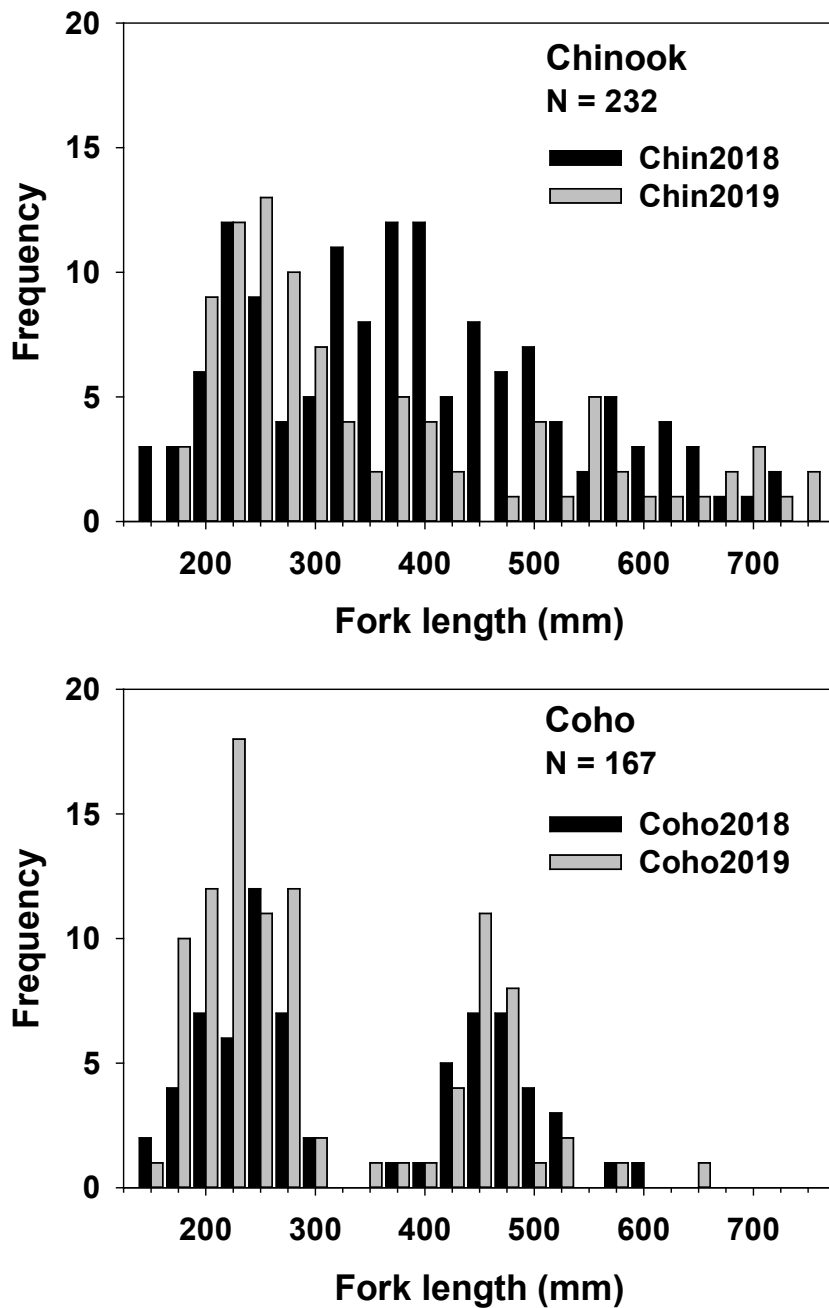 20
Chinook
N = 232
15
Chin2018
Chin2019
Frequency
10
5
0
200 300 400 500 600 700
Fork length (mm)
20
Coho
N = 167
15
Coho2018
Coho2019
Frequency
10
5
0
200 300 400 500 600 700
Fork length (mm)